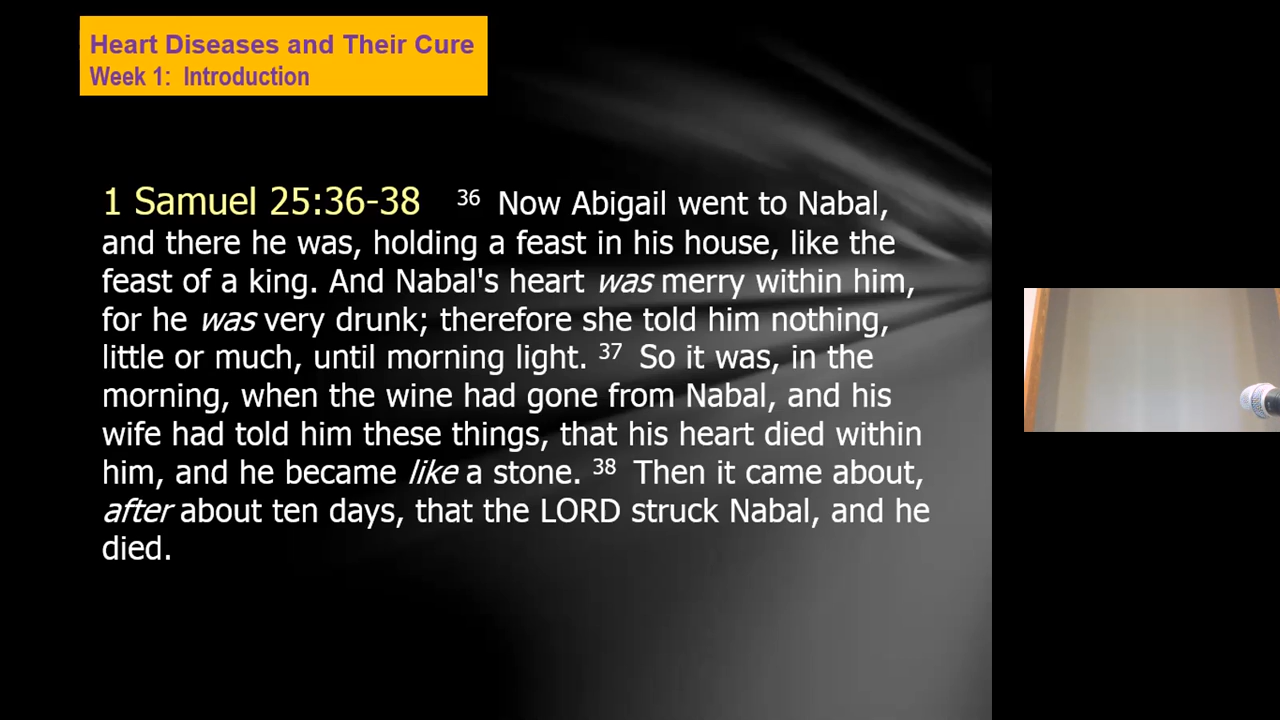 Heart Diseases and Their Cure
Week 1: Introduction
1 Samuel 25:36-38 36 Now Abigail went to Nabal,
and there he was, holding a feast in his house, like the
feast of a king. And Nabal's heart was merry within him,
for he was very drunk; therefore she told him nothing,
little or much, until morning light. 37 So it was, in the
morning, when the wine had gone from Nabal, and his
wife had told him these things, that his heart died within
him, and he became like a stone. 38 Then it came about,
after about ten days, that the LORD struck Nabal, and he
died.